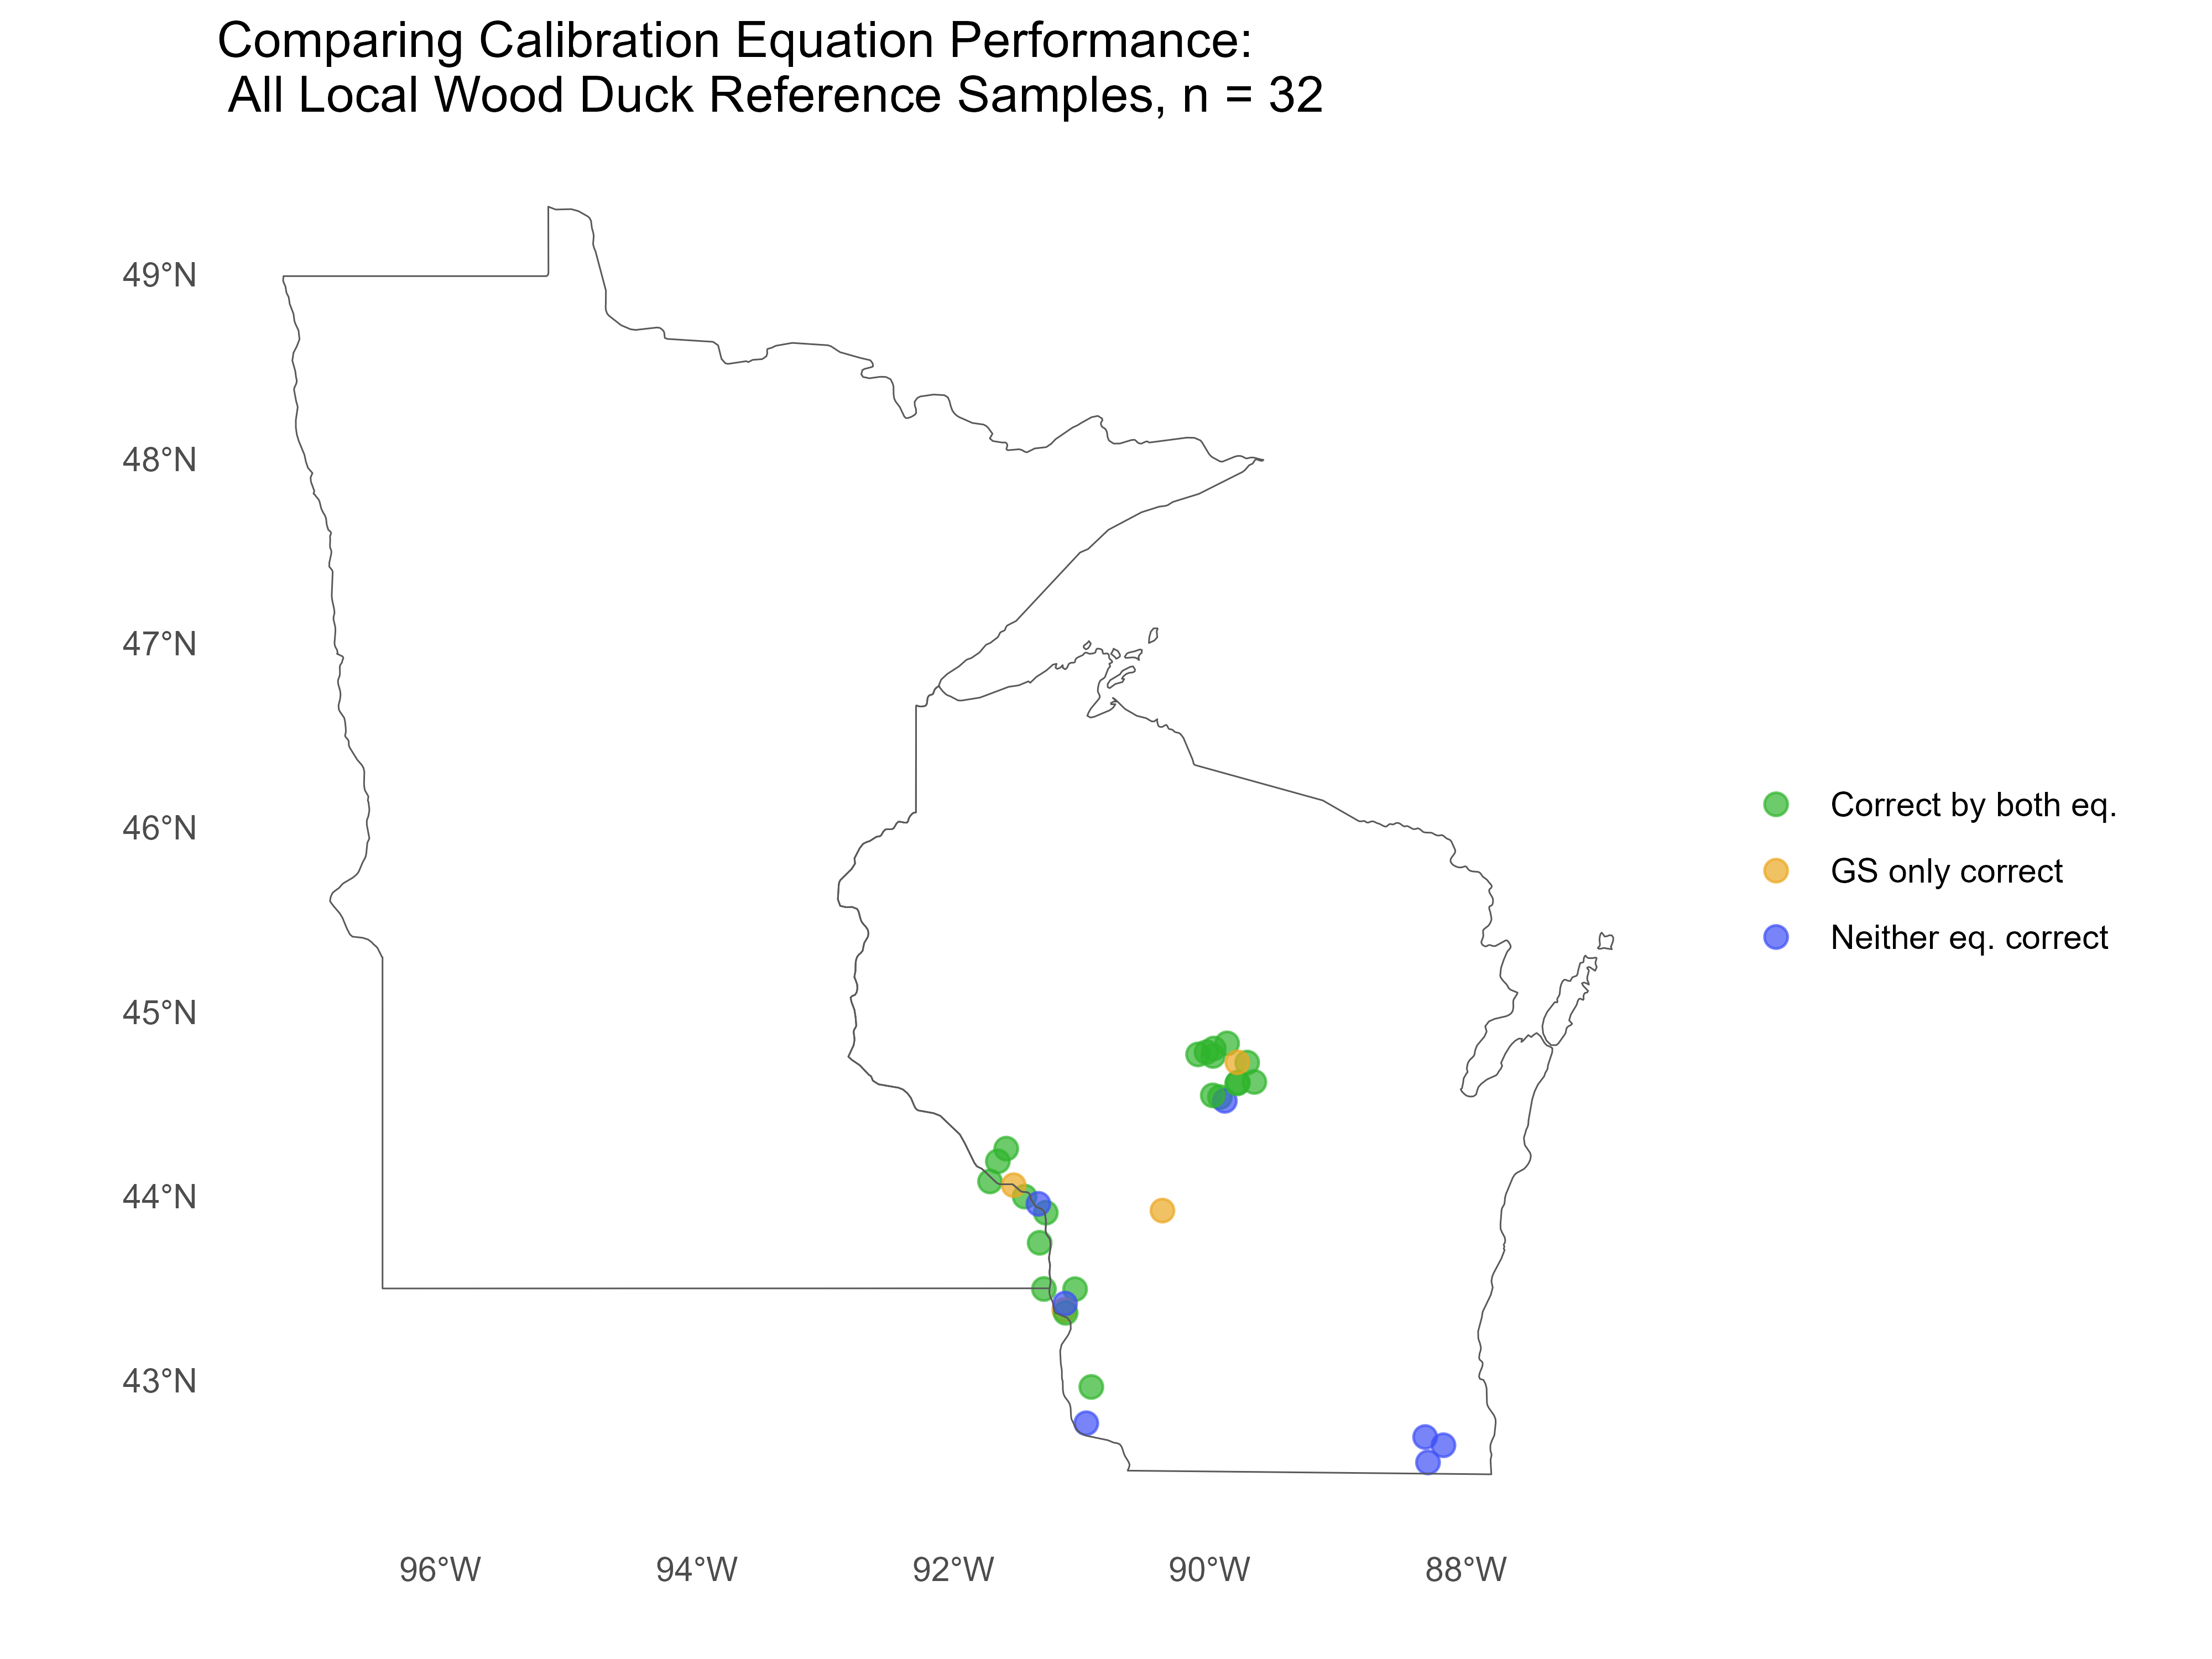 Comparing Calibration Equation Performance:
All Local Wood Duck Reference Samples, n = 32
49°N
48°N
47°N
46°N
45°N
44°N
43°N
96°W
94°W
92°W
90°W
88°W
Correct by both eq.
GS only correct
Neither eq. correct